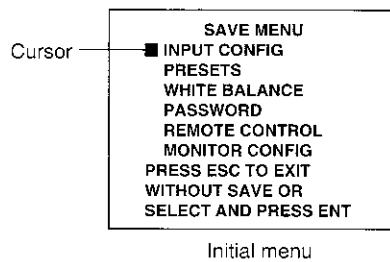 SAVE MENU
Cursor
INPUT CONFIG
PRESETS
WHITE BALANCE
PASSWORD
REMOTE CONTROL
MONITOR CONFIG
PRESS ESC TO EXIT
WITHOUT SAVE OR
SELECT AND PRESS ENT
Initial menu